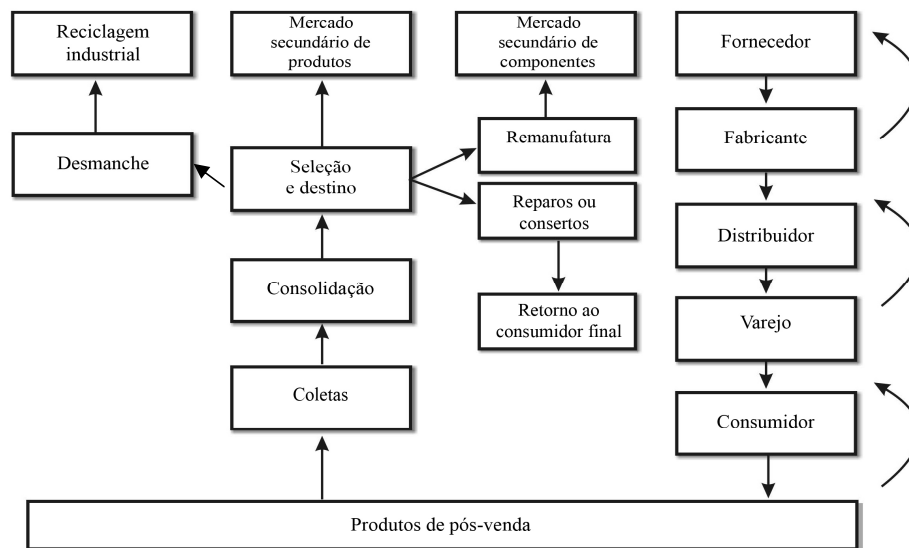 Reciclagem
industrial
Mercado
secundário de
produtos
Mercado
secundário de
componentes
Fornecedor
Desmanche
Seleção
e destino
Remanufatura
Fabricante
Reparos ou
consertos
Distribuidor
Consolidação
Retorno ao
consumidor final
Varejo
Coletas
Consumidor
Produtos de pós-venda